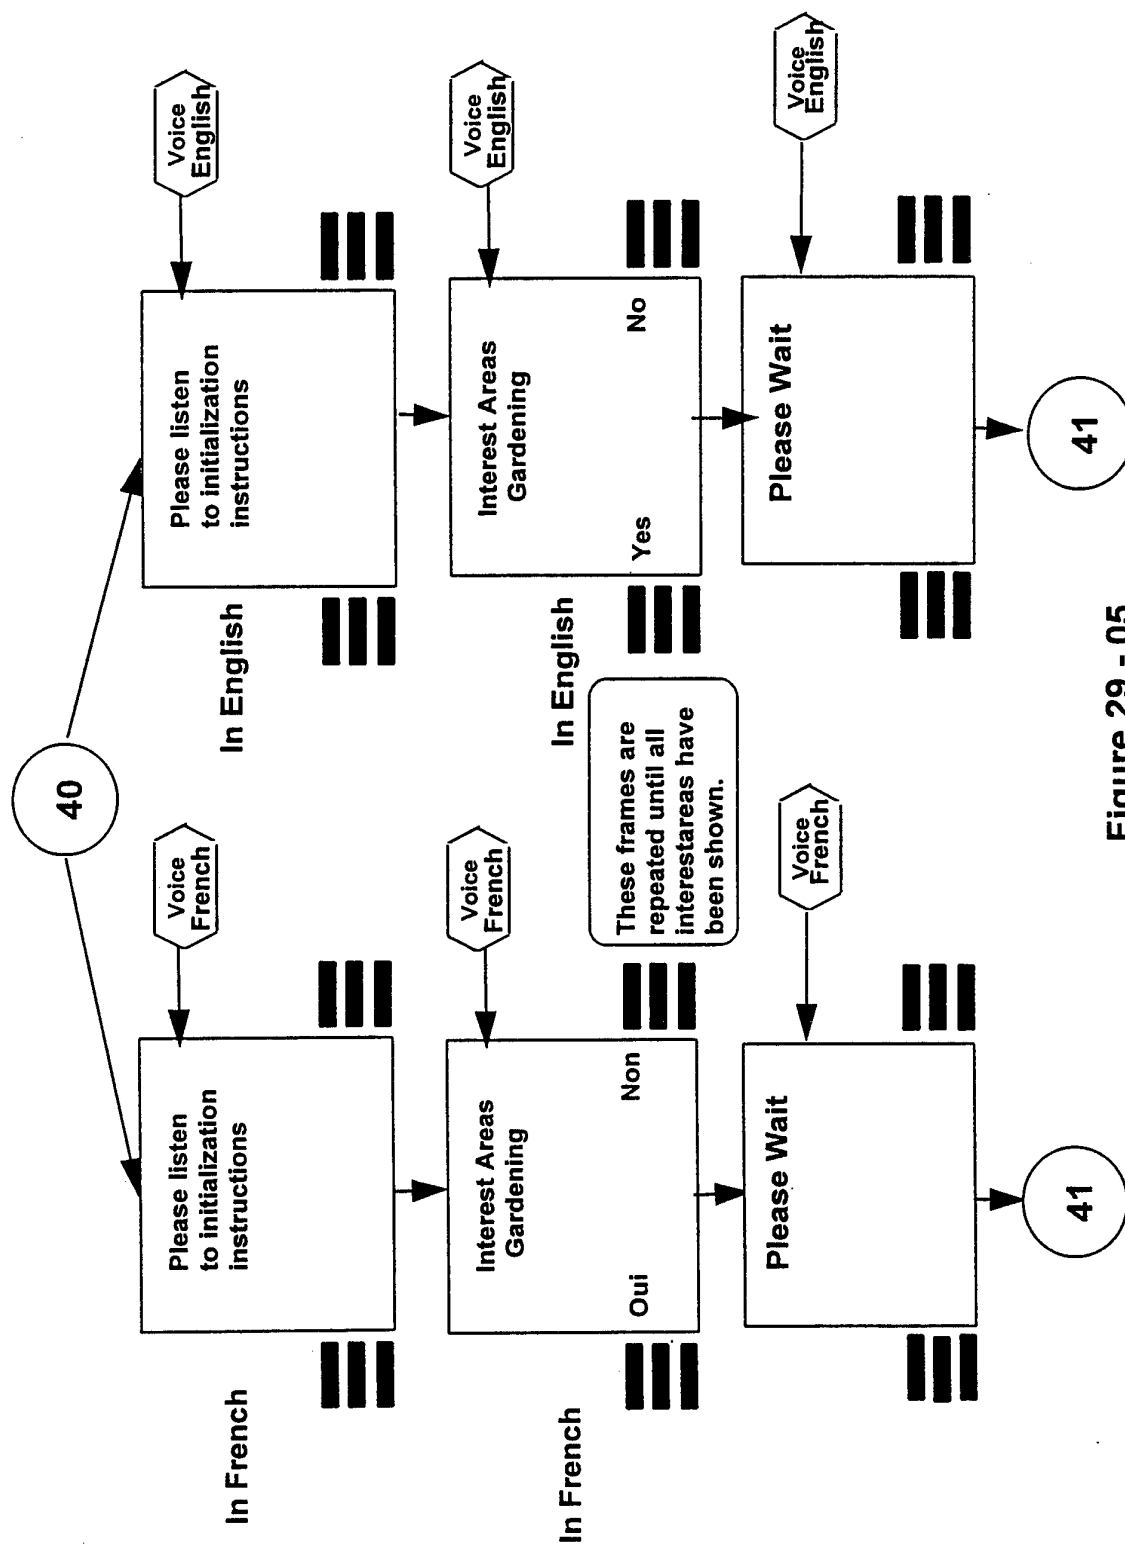 40
Voice
French
Voice
English
In French
Please listen
to initialization
instructions
In English
Please listen
to initialization
instructions
Voice
French
Voice
English
In French
Interest Areas
Gardening
Oui
Non
These frames are
repeated until all
interestareas have
been shown.
In English
Interest Areas
Gardening
Yes
No
Voice
French
Voice
English
Please Wait
Please Wait
41
41
Figure 29 - 05